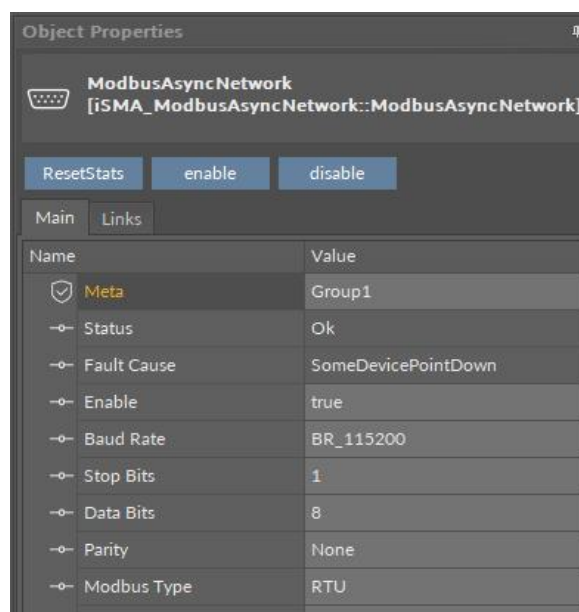 Object Properties
ModbusAsyncNetwork
[iSMA_ModbusAsyncNetwork::ModbusAsyncNetwork]
ResetStats enable disable
Main Links
Name Value
Meta Group1
Status Ok
Fault Cause SomeDevicePointDown
Enable true
Baud Rate BR_115200
Stop Bits 1
Data Bits 8
Parity None
Modbus Type RTU